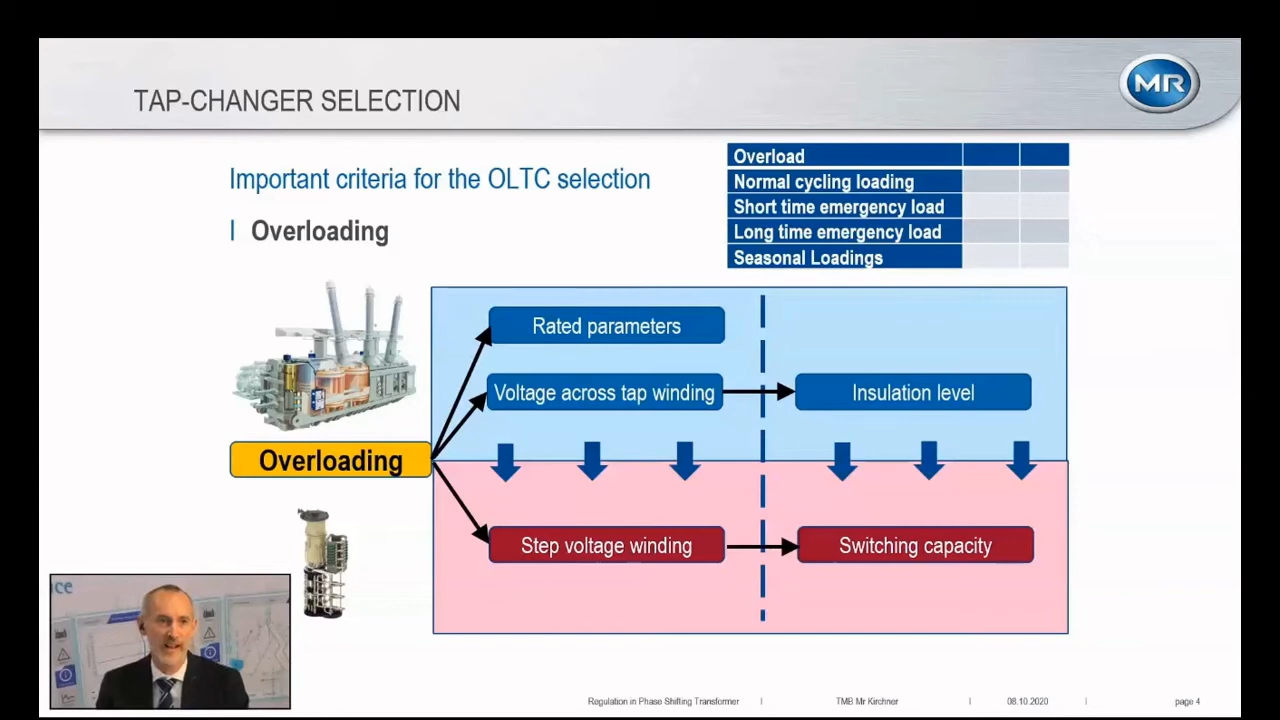 TAP-CHANGER SELECTION
MR
Important criteria for the OLTC selection
Overloading
Overload
Normal cycling loading
Short time emergency load
Long time emergency load
Seasonal Loadings
Rated parameters
Voltage across tap winding
Insulation level
Overloading
Step voltage winding
Switching capacity
Regulation in Phase Shifting Transformer
TMB Mr Kirchner
08.10.2020
page 4